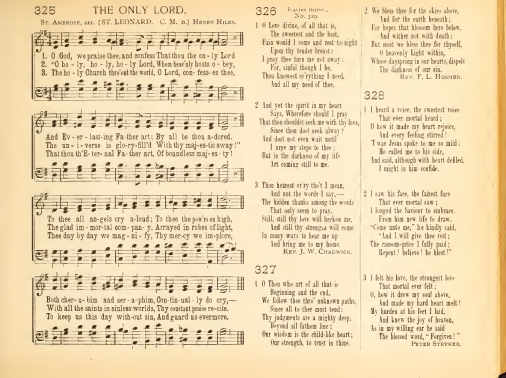 325 THE ONLY LORD.
ST. AMBROSE, arr. (ST. LEONARD. C. M. D.) HENRY HILES.
1. O God, we praise thee, and confess That thou the on-ly Lord
2. "O ho-ly, ho-ly, ho-ly Lord, Whom heav'nly hosts o-bey,
3. The ho-ly Church thro'out the world, O Lord, con-fess-es thee,
And Ev-er-last-ing Fa-ther art: By all be thou a-dored.
The un-i-verse is glo-ry-fill'd With thy maj-es-tic sway!"
That thou th'E-ter-nal Fa-ther art, Of boundless maj-es-ty!
To thee all an-gels cry a-loud; To thee the pow'rs on high,
The glad im-mor-tal com-pan-y, Arrayed in robes of light,
Thee day by day we mag-ni-fy, Thy mercy we im-plore,
Both cher-u-bim and ser-a-phim, Con-tin-ual-ly do cry,—
With all the saints in sinless worlds, Thy constant praise re-cite.
To keep us this day with-out sin, And guard us evermore.
326
No. 329.
1 O Love divine, of all that is,
The sweetest and the best,
Fain would I come and rest to-night
Upon thy tender breast:
I pray thee turn me not away;
For, sinful though I be,
Thou knowest ev'rything I need,
And all my need of thee.
2 And yet the spirit in my heart
Says, Wherefore should I pray
That thou shouldst seek me with thy love,
Since thou dost seek alway?
And dost not even wait until
I urge my steps to thee;
But in the darkness of my life
Art coming still to me.
3 Thou hearest ev'ry tho't I mean,
And not the words I say,—
The hidden thanks among the words
That only seem to pray.
Still, still thy love will beckon me,
And still thy strength will come
In many ways to bear me up
And bring me to my home.
REV. J. W. CHADWICK.
327
1 O Thou who art of all that is
Beginning and the end,
We follow thee thro' unknown paths,
Since all to thee must tend:
Thy judgments are a mighty deep,
Beyond all fathom line;
Our wisdom is the child-like heart;
Our strength, to trust in thine.
2 We bless thee for the skies above,
And for the earth beneath;
For hopes that blossom here below,
And wither not with death;
But most we bless thee for thyself,
O heavenly Light within,
Whose dayspring in our hearts, dispels
The darkness of our sin.
REV. F. L. HOSMER.
328
1 I heard a voice, the sweetest voice
That ever mortal heard;
O how it made my heart rejoice,
And every feeling stirred!
'T was Jesus spoke to me so mild;
He called me to his side,
And said, although with heart defiled,
I might in him confide.
2 I saw his face, the fairest face
That ever mortal saw;
I longed the Saviour to embrace,
From him new life to draw.
"Come unto me," he kindly said,
"And I will give thee rest;
The ransom-price I fully paid;
Repent! believe! be blest!"
3 I felt his love, the strongest love
That mortal ever felt;
O, how it drew my soul above,
And made my hard heart melt!
My burden at his feet I laid,
And knew the joy of heaven,
As in my willing ear he said
The blessed word, "Forgiven!"
PETER STRYKER.